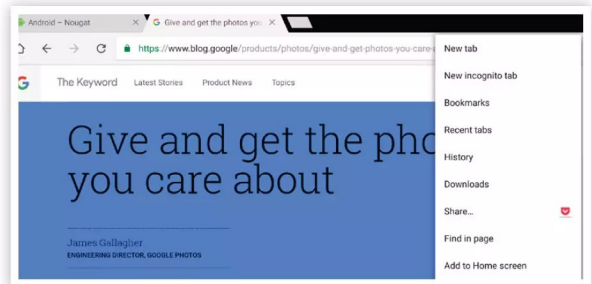 Android – Nougat
Give and get the photos you
https://www.blog.google/products/photos/give-and-get-photos-you-care-
The Keyword Latest Stories Product News Topics
Give and get the pho
you care about
James Gallagher
ENGINEERING DIRECTOR, GOOGLE PHOTOS
New tab
New incognito tab
Bookmarks
Recent tabs
History
Downloads
Share...
Find in page
Add to Home screen